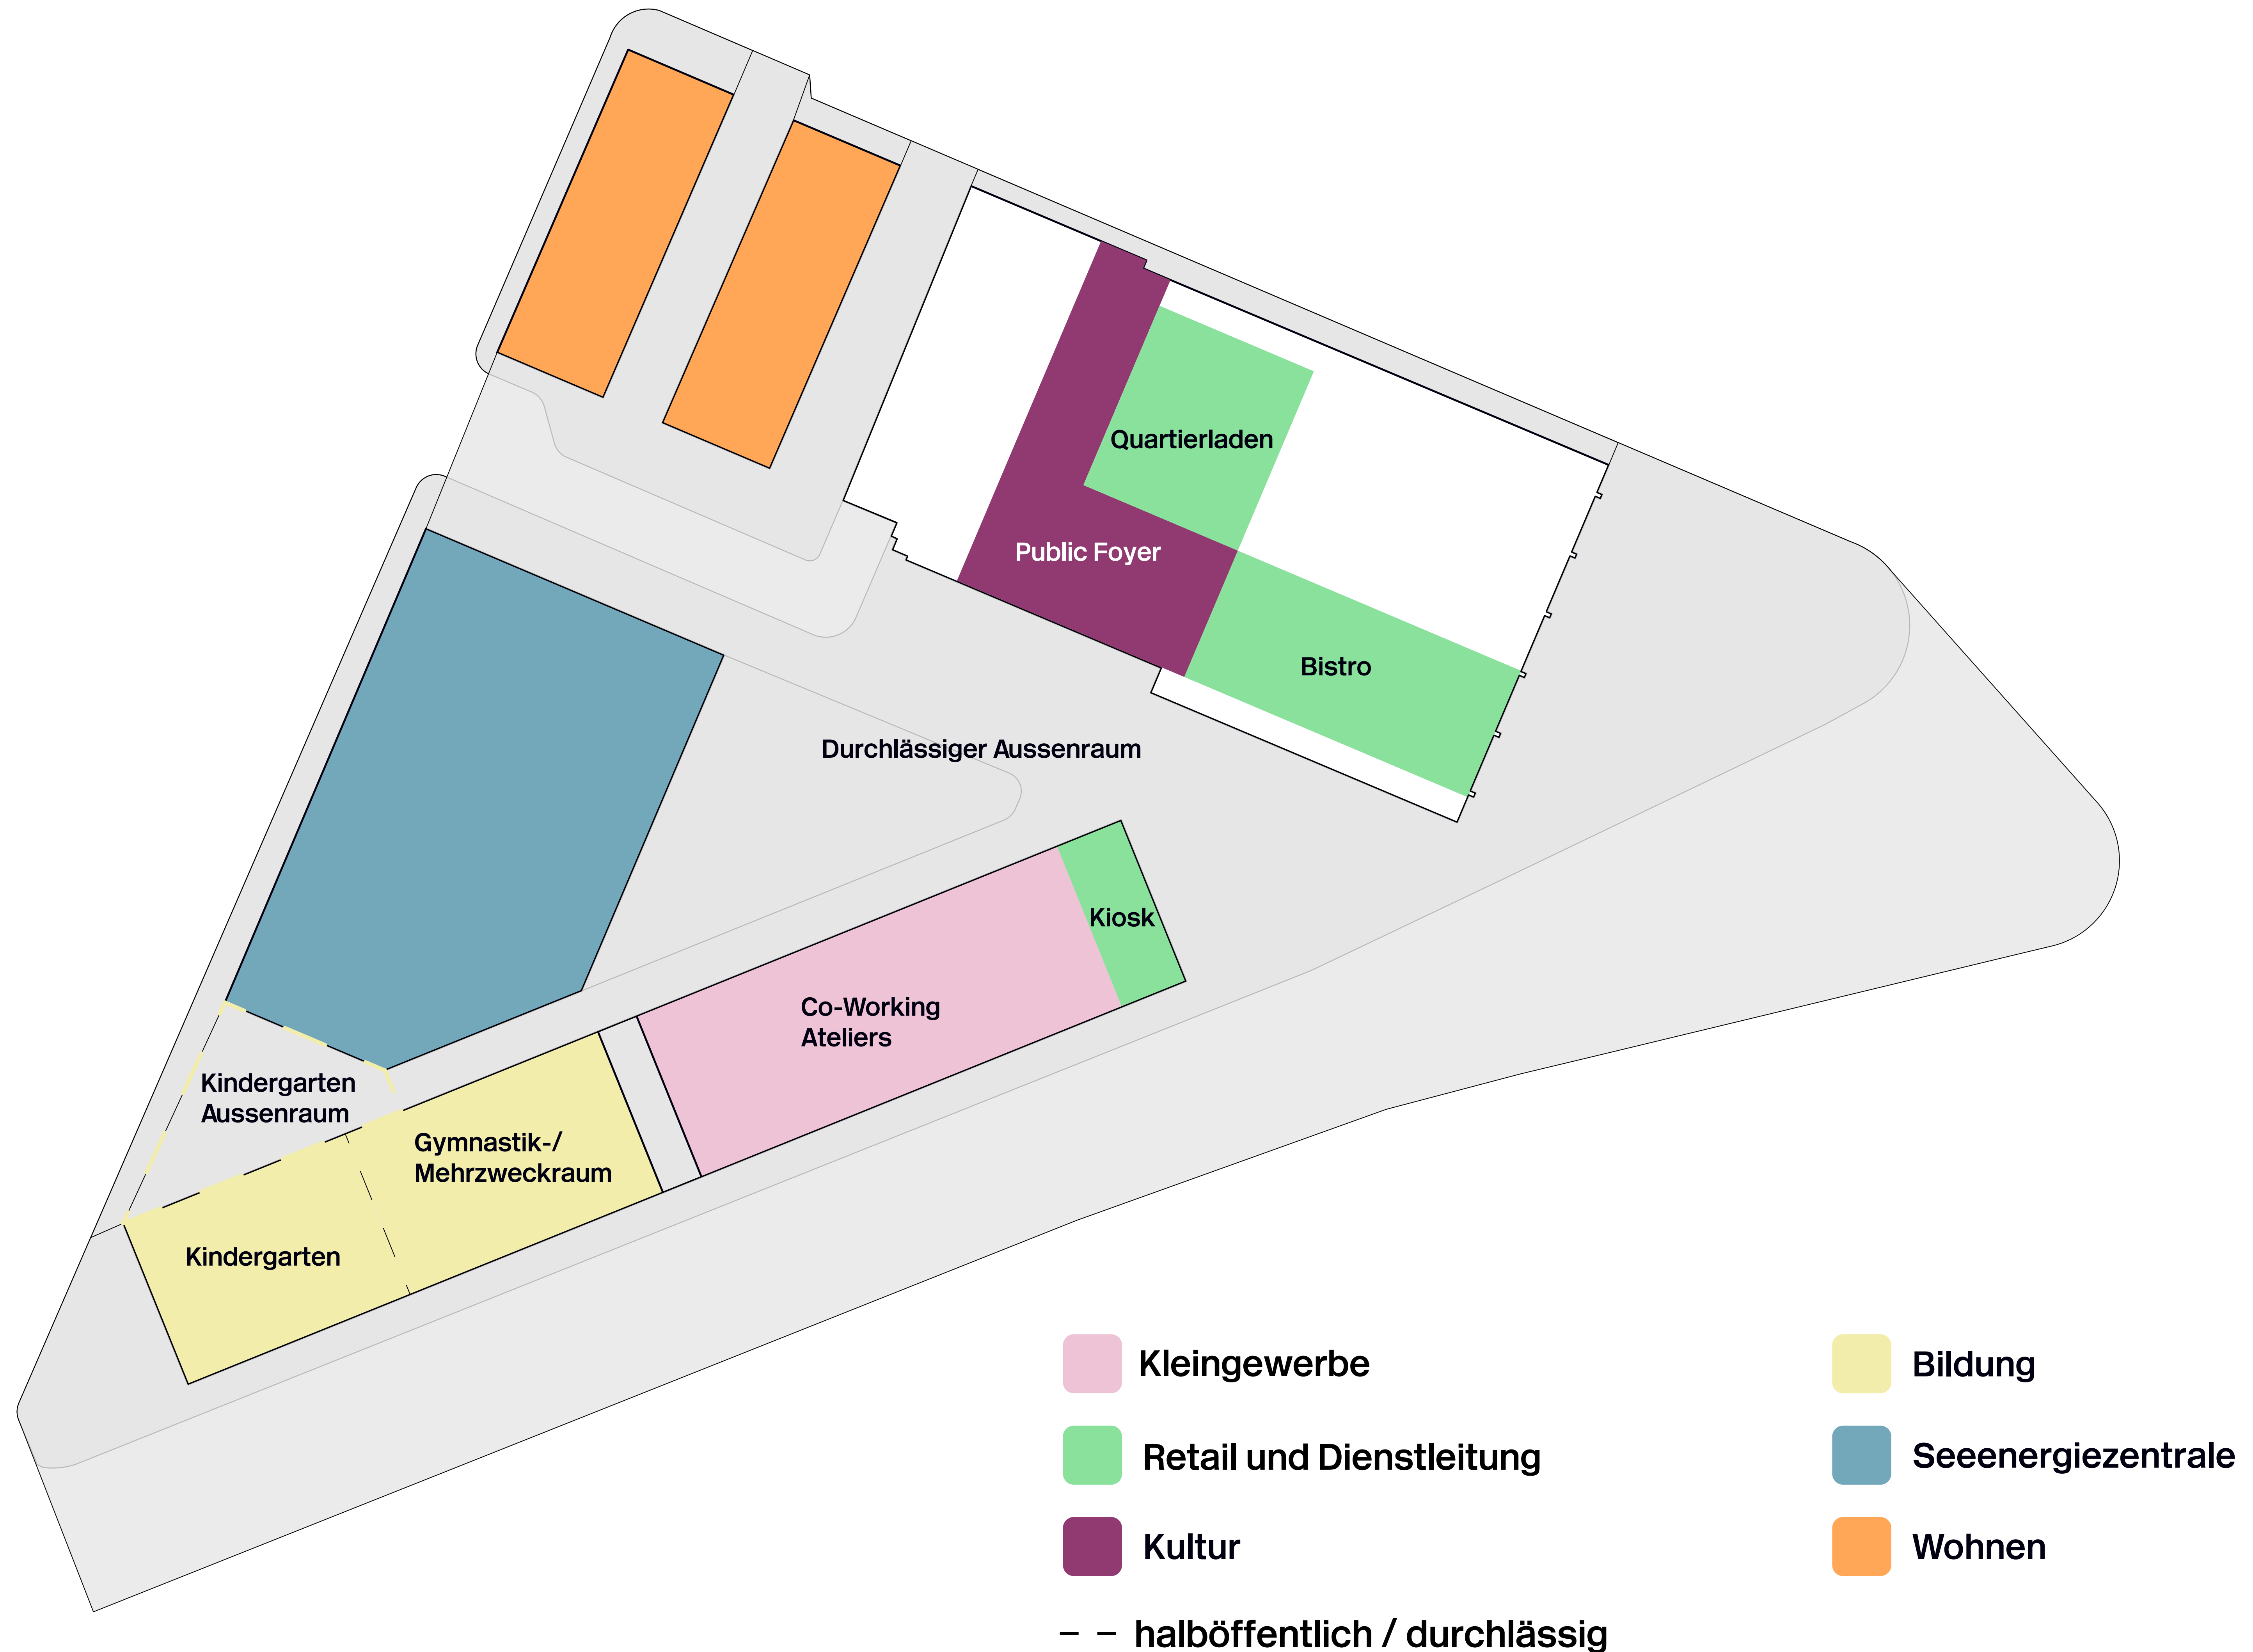 Quartierladen
Public Foyer
Bistro
Durchlässiger Aussenraum
Kiosk
Co-Working
Ateliers
Kindergarten
Aussenraum
Gymnastik-/
Mehrzweckraum
Kindergarten
Kleingewerbe
Retail und Dienstleitung
Kultur
halböffentlich / durchlässig
Bildung
Seeenergiezentrale
Wohnen